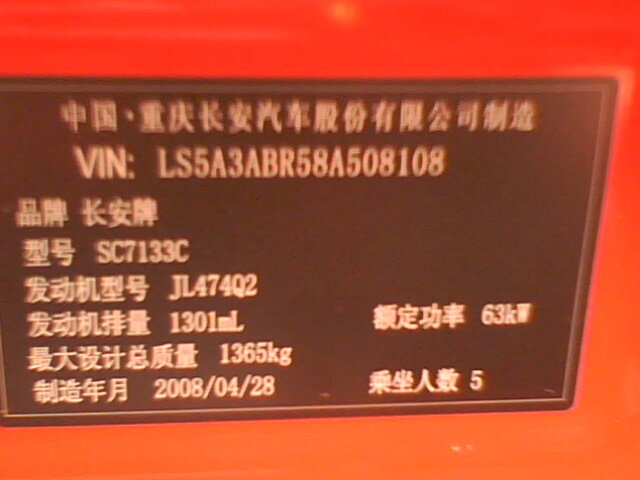 中国·重庆长安汽车股份有限公司制造
VIN: LS5A3ABR58A508108
品牌 长安牌
型号 SC7133C
发动机型号 JL474Q2
发动机排量 1301mL 额定功率 63kW
最大设计总质量 1365kg
制造年月 2008/04/28 乘坐人数 5